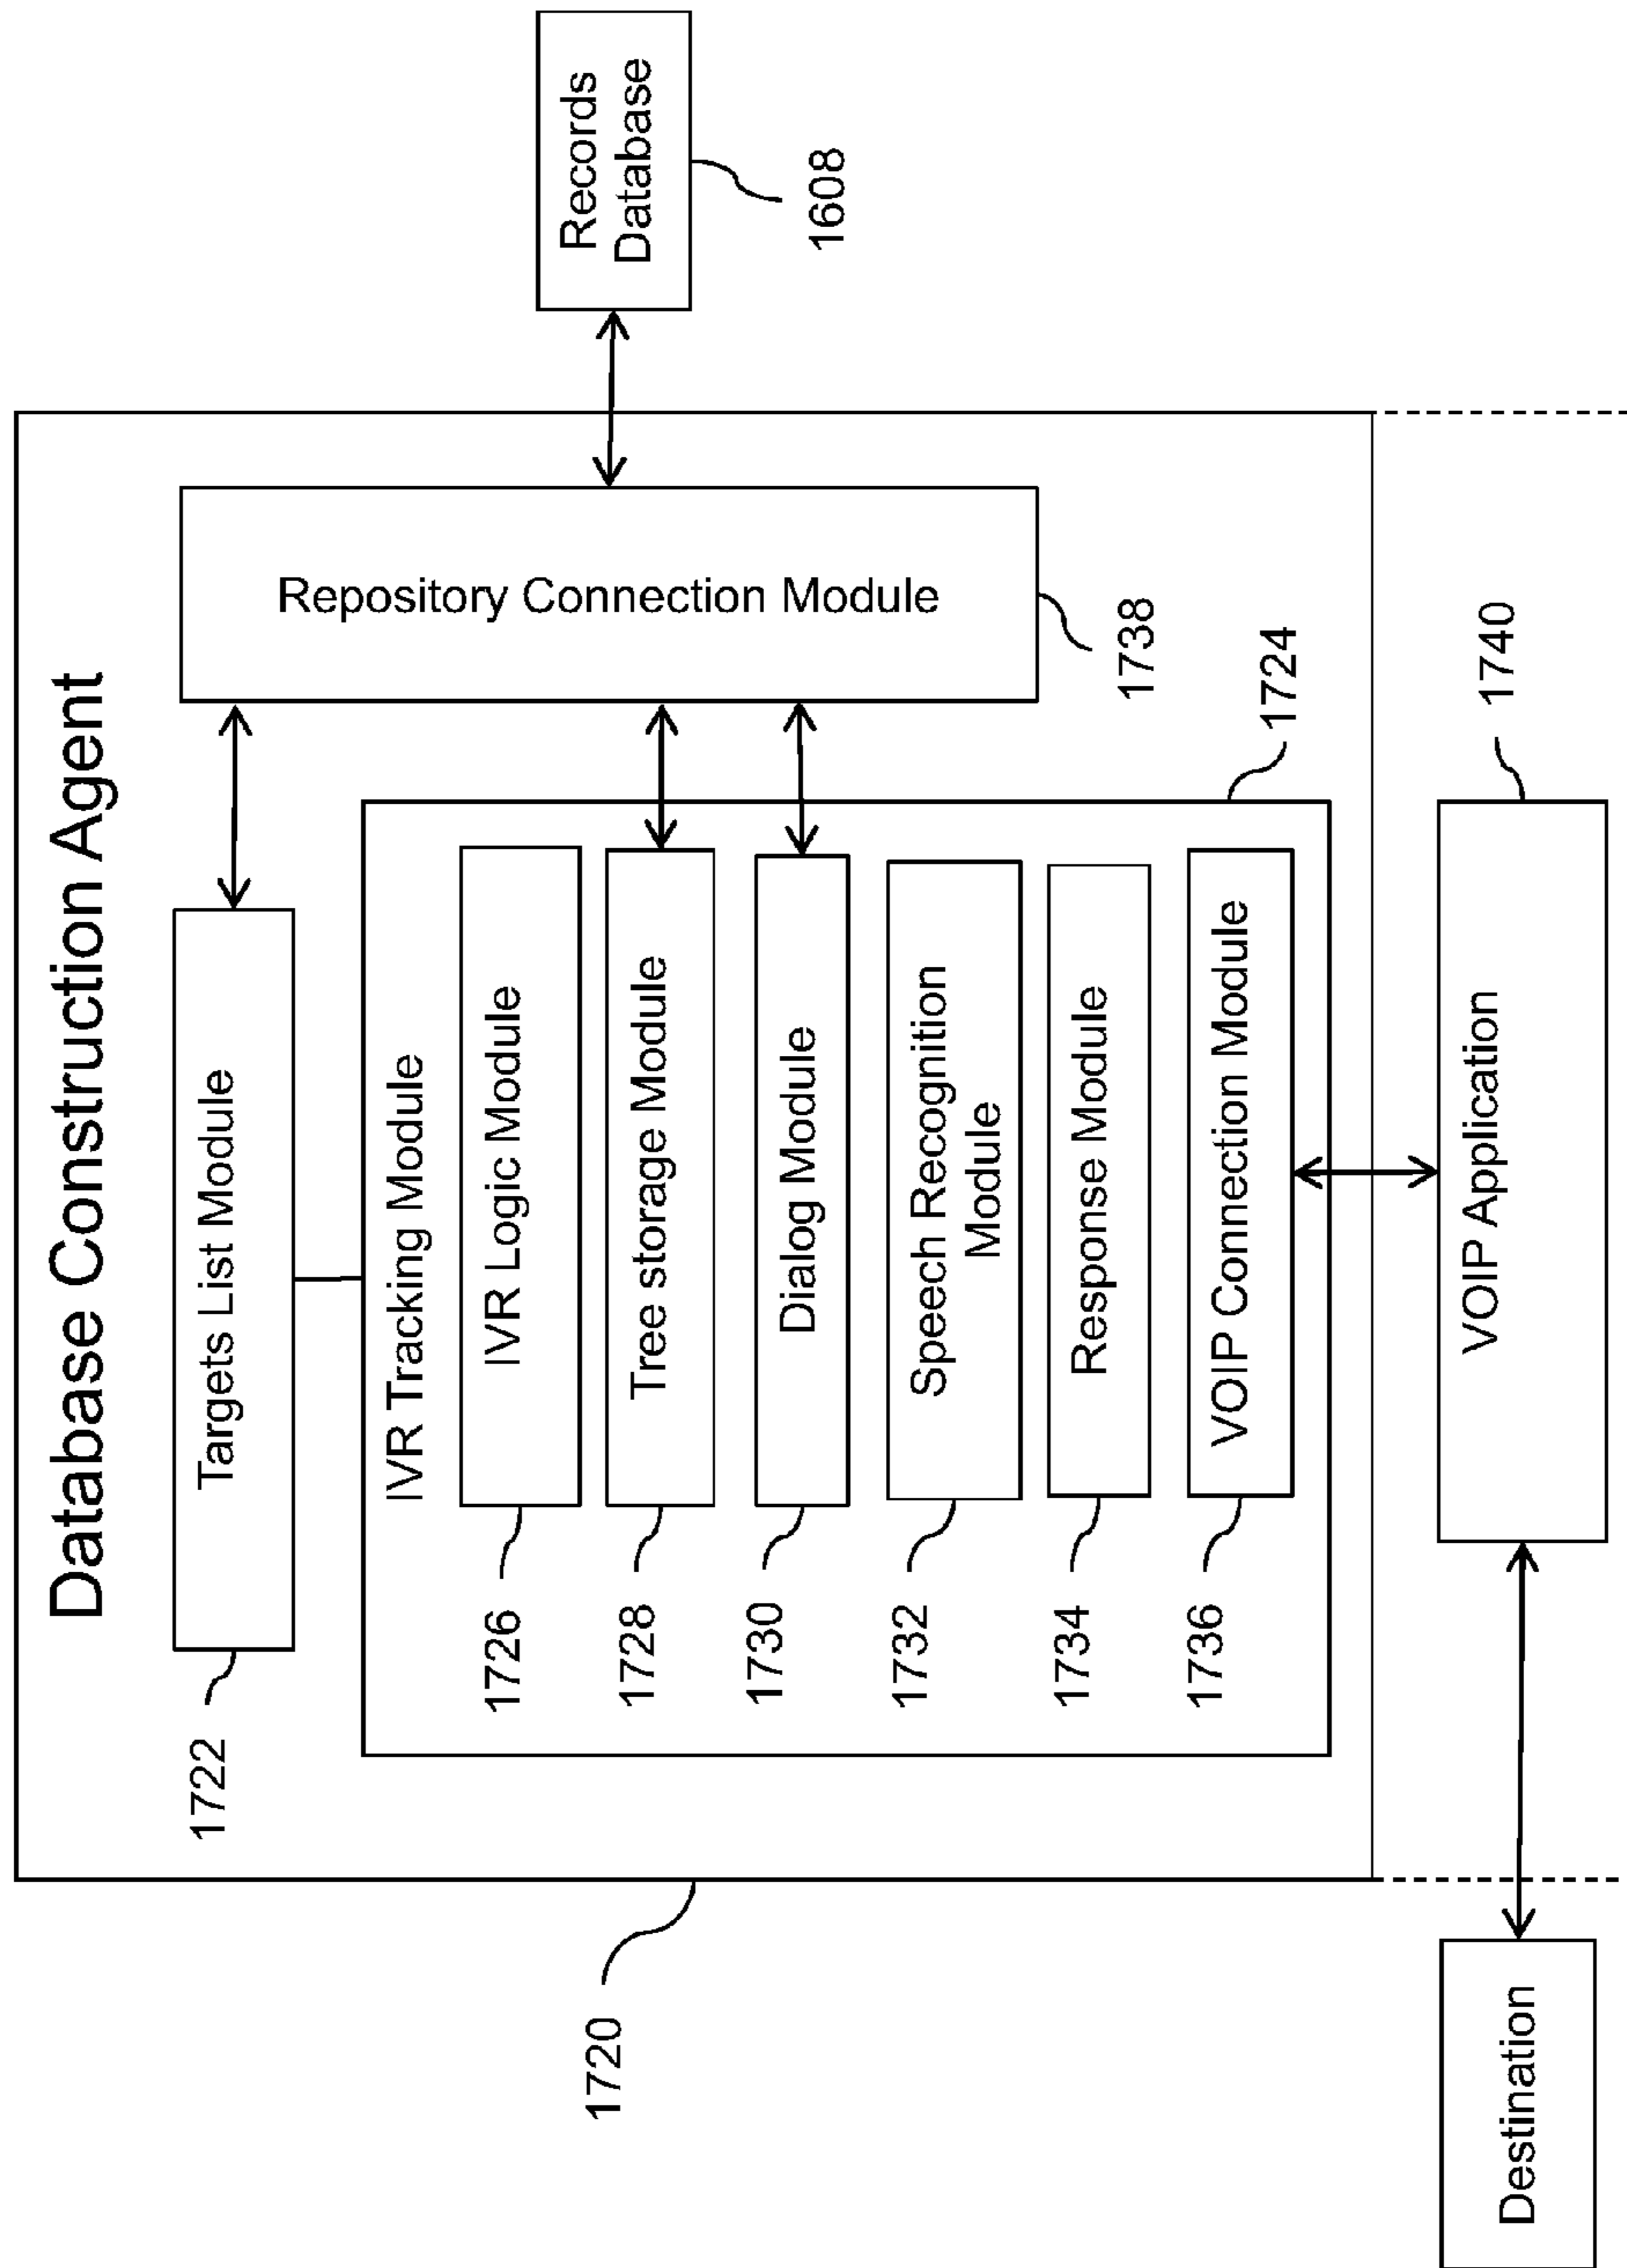 Database Construction Agent
1722
Targets List Module
IVR Tracking Module
1726
IVR Logic Module
1728
Tree storage Module
1730
Dialog Module
1732
Speech Recognition
Module
1734
Response Module
1736
VOIP Connection Module
1724
Repository Connection Module
1738
Records
Database
1608
1720
VOIP Application
1740
Destination